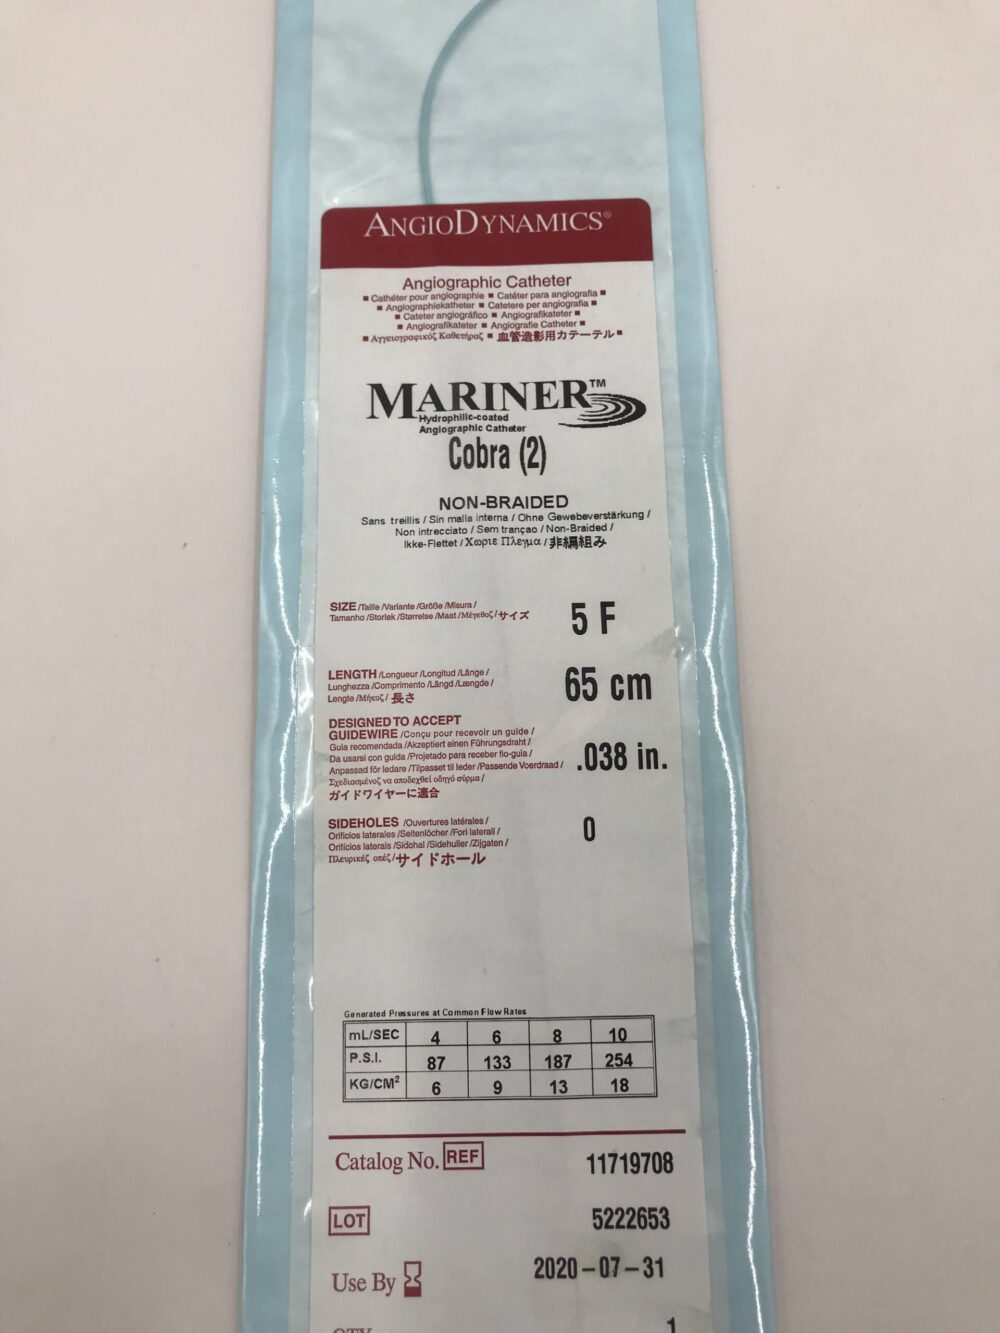 ANGIODYNAMICS®
Angiographic Catheter
■ Cathéter pour angiographie ■ Catéter para angiografia ■
■ Angiographiekatheter ■ Catetere per angiografia ■
■ Cateter angiográfico ■ Angiografikateter ■
■ Angiografikateter ■ Angiografie Catheter ■
■ Αγγειογραφικός Καθετήρας ■ 血管造影用カテーテル ■
MARINER™
Hydrophilic-coated
Angiographic Catheter
Cobra (2)
NON-BRAIDED
Sans treillis / Sin malla interna / Ohne Gewebeverstärkung /
Non intrecciato / Sem trançao / Non-Braided /
Ikke-Flettet / Χωριε Πλεγμα / 非編組み
SIZE /Taille /Variante /Größe /Misura /
Tamanho /Storlek /Størrelse /Maat /Μέγεθοζ / サイズ
5 F
LENGTH /Longueur /Longitud /Länge /
Lunghezza /Comprimento /Längd /Længde /
Lengte /Μήκοζ / 長さ
65 cm
DESIGNED TO ACCEPT
GUIDEWIRE /Conçu pour recevoir un guide /
Guia recomendada /Akzeptiert einen Führungsdraht /
Da usarsi con guida /Projetado para receber fio-guia /
Anpassad för ledare /Tilpasset til leder /Passende Voerdraad /
Σχεδιασμένοζ να αποδεχθεί οδηγό σύρμα /
ガイドワイヤーに適合
.038 in.
SIDEHOLES /Ouvertures latérales /
Orificios laterales /Seitenlöcher /Fori laterali /
Orifícios laterais /Sidohal /Sidehuller /Zijgaten /
Πλευρικές οπές / サイドホール
0
Generated Pressures at Common Flow Rates
mL/SEC 4 6 8 10
P.S.I. 87 133 187 254
KG/CM² 6 9 13 18
Catalog No. REF 11719708
LOT 5222653
Use By 2020-07-31
QTY 1